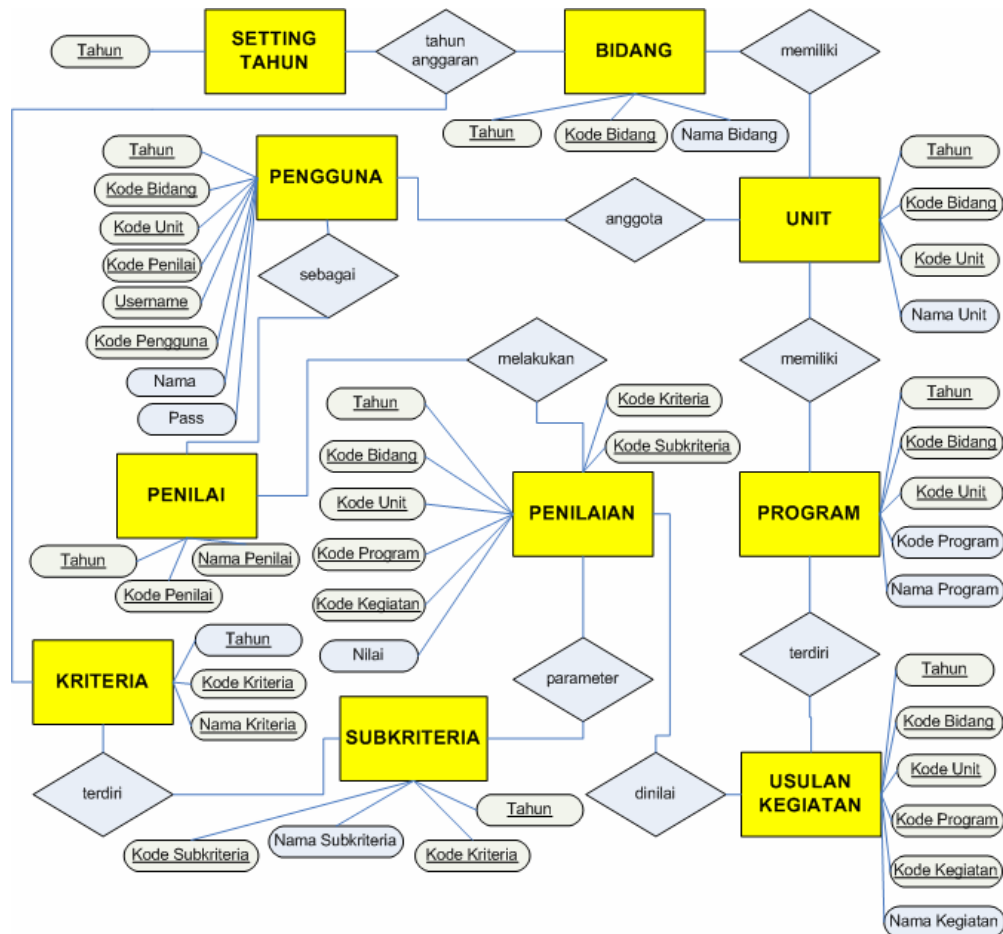 Tahun
SETTING
TAHUN
tahun
anggaran
BIDANG
memiliki
Tahun
Kode Bidang
Nama Bidang
Tahun
Kode Bidang
Kode Unit
Kode Penilai
Username
Kode Pengguna
Nama
Pass
PENGGUNA
anggota
UNIT
Tahun
Kode Bidang
Kode Unit
Nama Unit
sebagai
melakukan
memiliki
Tahun
Kode Bidang
Kode Unit
Kode Program
Kode Kegiatan
Nilai
Kode Kriteria
Kode Subkriteria
PENILAIAN
PROGRAM
Tahun
Kode Bidang
Kode Unit
Kode Program
Nama Program
PENILAI
Tahun
Nama Penilai
Kode Penilai
KRITERIA
Tahun
Kode Kriteria
Nama Kriteria
parameter
terdiri
SUBKRITERIA
terdiri
dinilai
USULAN
KEGIATAN
Tahun
Kode Bidang
Kode Unit
Kode Program
Kode Kegiatan
Nama Kegiatan
Tahun
Nama Subkriteria
Kode Subkriteria
Kode Kriteria